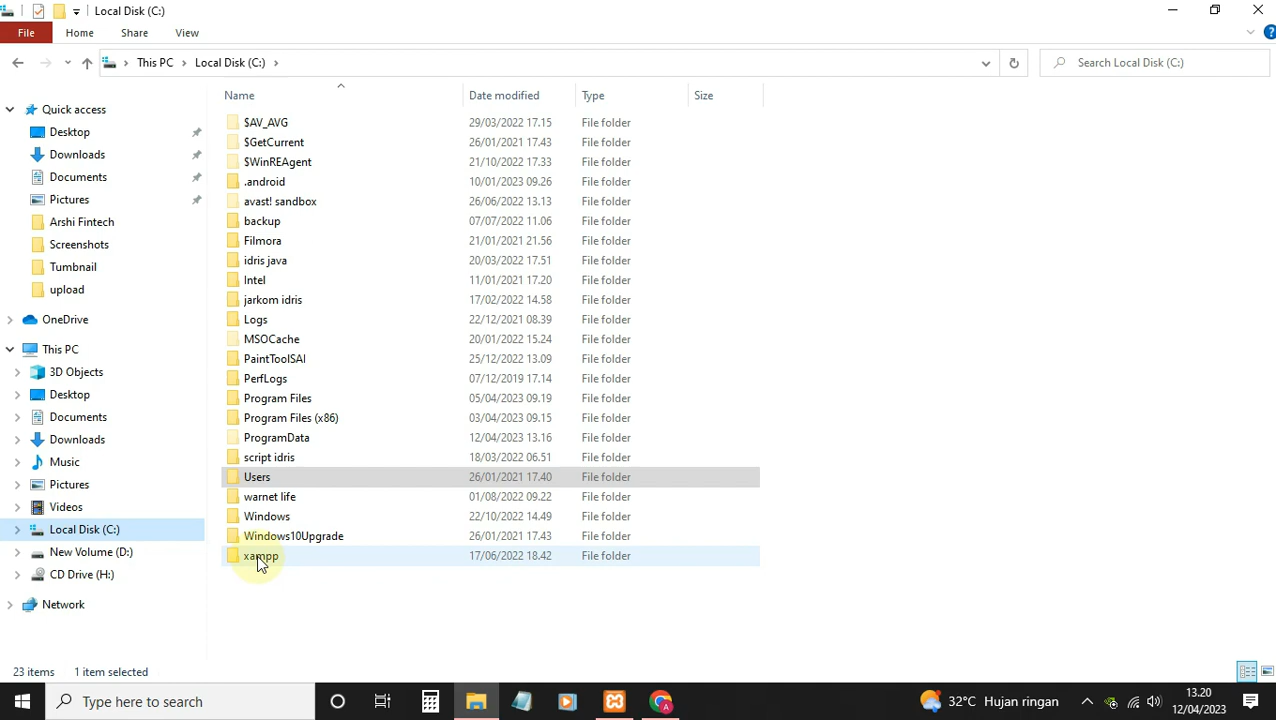 Local Disk (C:)
File Home Share View
This PC Local Disk (C:) Search Local Disk (C:)
Name Date modified Type Size
Quick access
Desktop
Downloads
Documents
Pictures
Arshi Fintech
Screenshots
Tumbnail
upload
OneDrive
This PC
3D Objects
Desktop
Documents
Downloads
Music
Pictures
Videos
Local Disk (C:)
New Volume (D:)
CD Drive (H:)
Network
$AV_AVG 29/03/2022 17.15 File folder
$GetCurrent 26/01/2021 17.43 File folder
$WinREAgent 21/10/2022 17.33 File folder
.android 10/01/2023 09.26 File folder
avast! sandbox 26/06/2022 13.13 File folder
backup 07/07/2022 11.06 File folder
Filmora 21/01/2021 21.56 File folder
idris java 20/03/2022 17.51 File folder
Intel 11/01/2021 17.20 File folder
jarkom idris 17/02/2022 14.58 File folder
Logs 22/12/2021 08.39 File folder
MSOCache 20/01/2022 15.24 File folder
PaintToolSAI 25/12/2022 13.09 File folder
PerfLogs 07/12/2019 17.14 File folder
Program Files 05/04/2023 09.19 File folder
Program Files (x86) 03/04/2023 09.15 File folder
ProgramData 12/04/2023 13.16 File folder
script idris 18/03/2022 06.51 File folder
Users 26/01/2021 17.40 File folder
warnet life 01/08/2022 09.22 File folder
Windows 22/10/2022 14.49 File folder
Windows10Upgrade 26/01/2021 17.43 File folder
xampp 17/06/2022 18.42 File folder
23 items 1 item selected
Type here to search 32°C Hujan ringan 13.20
12/04/2023